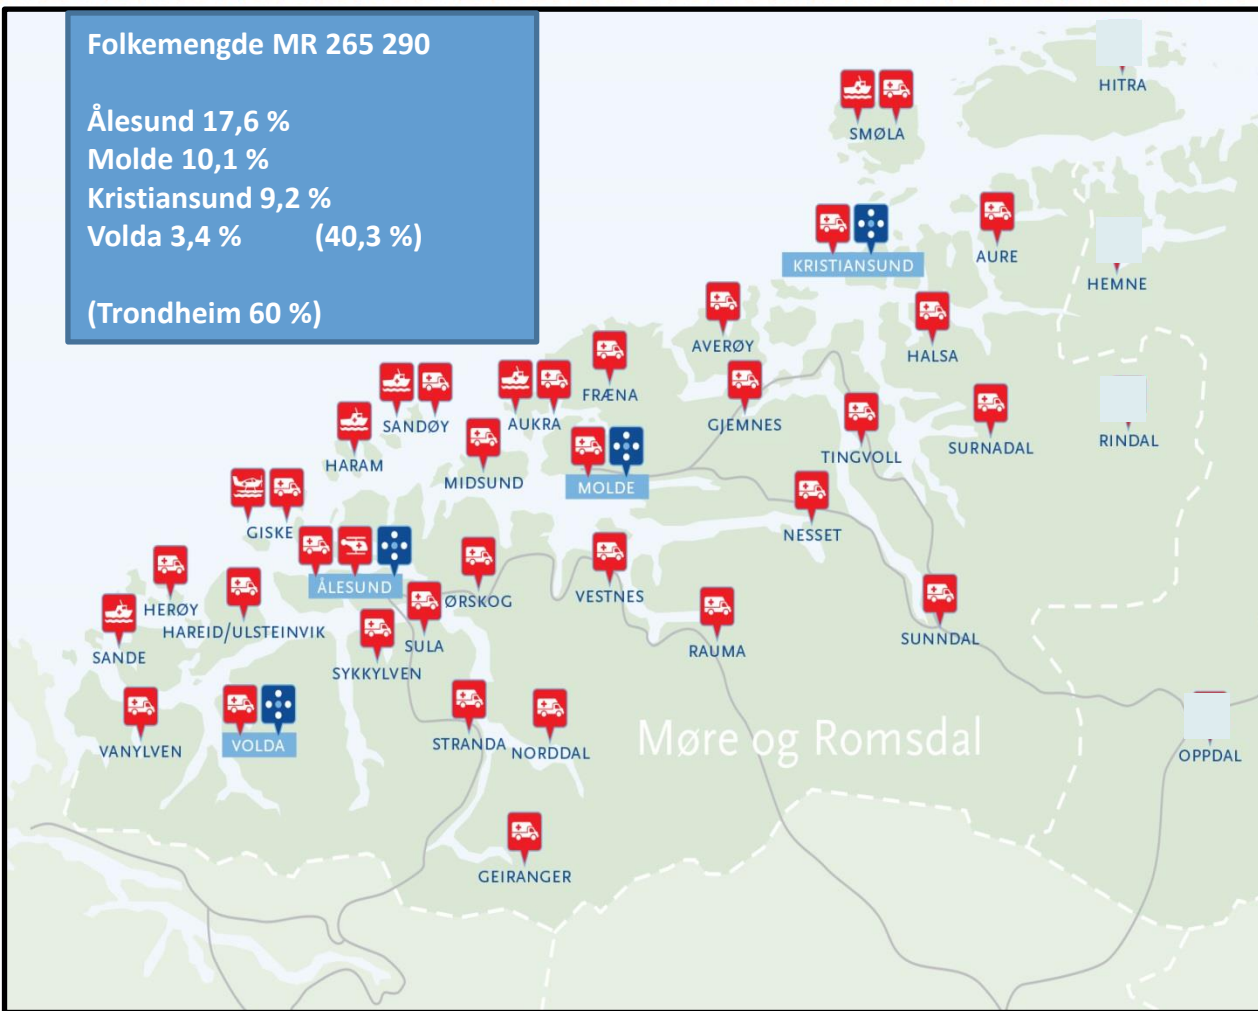 Folkemengde MR 265 290
Ålesund 17,6 %
Molde 10,1 %
Kristiansund 9,2 %
Volda 3,4 % (40,3 %)
(Trondheim 60 %)
HITRA
SMØLA
KRISTIANSUND
AURE
HEMNE
AVERØY
HALSA
FRÆNA
SANDØY
AUKRA
GJEMNES
HARAM
MIDSUND
MOLDE
TINGVOLL
SURNADAL
RINDAL
GISKE
NESSET
ÅLESUND
HERØY
HAREID/ULSTEINVIK
ØRSKOG
VESTNES
SULA
SANDE
SYKKYLVEN
RAUMA
SUNNDAL
VANYLVEN
VOLDA
STRANDA
NORDDAL
Møre og Romsdal
OPPDAL
GEIRANGER